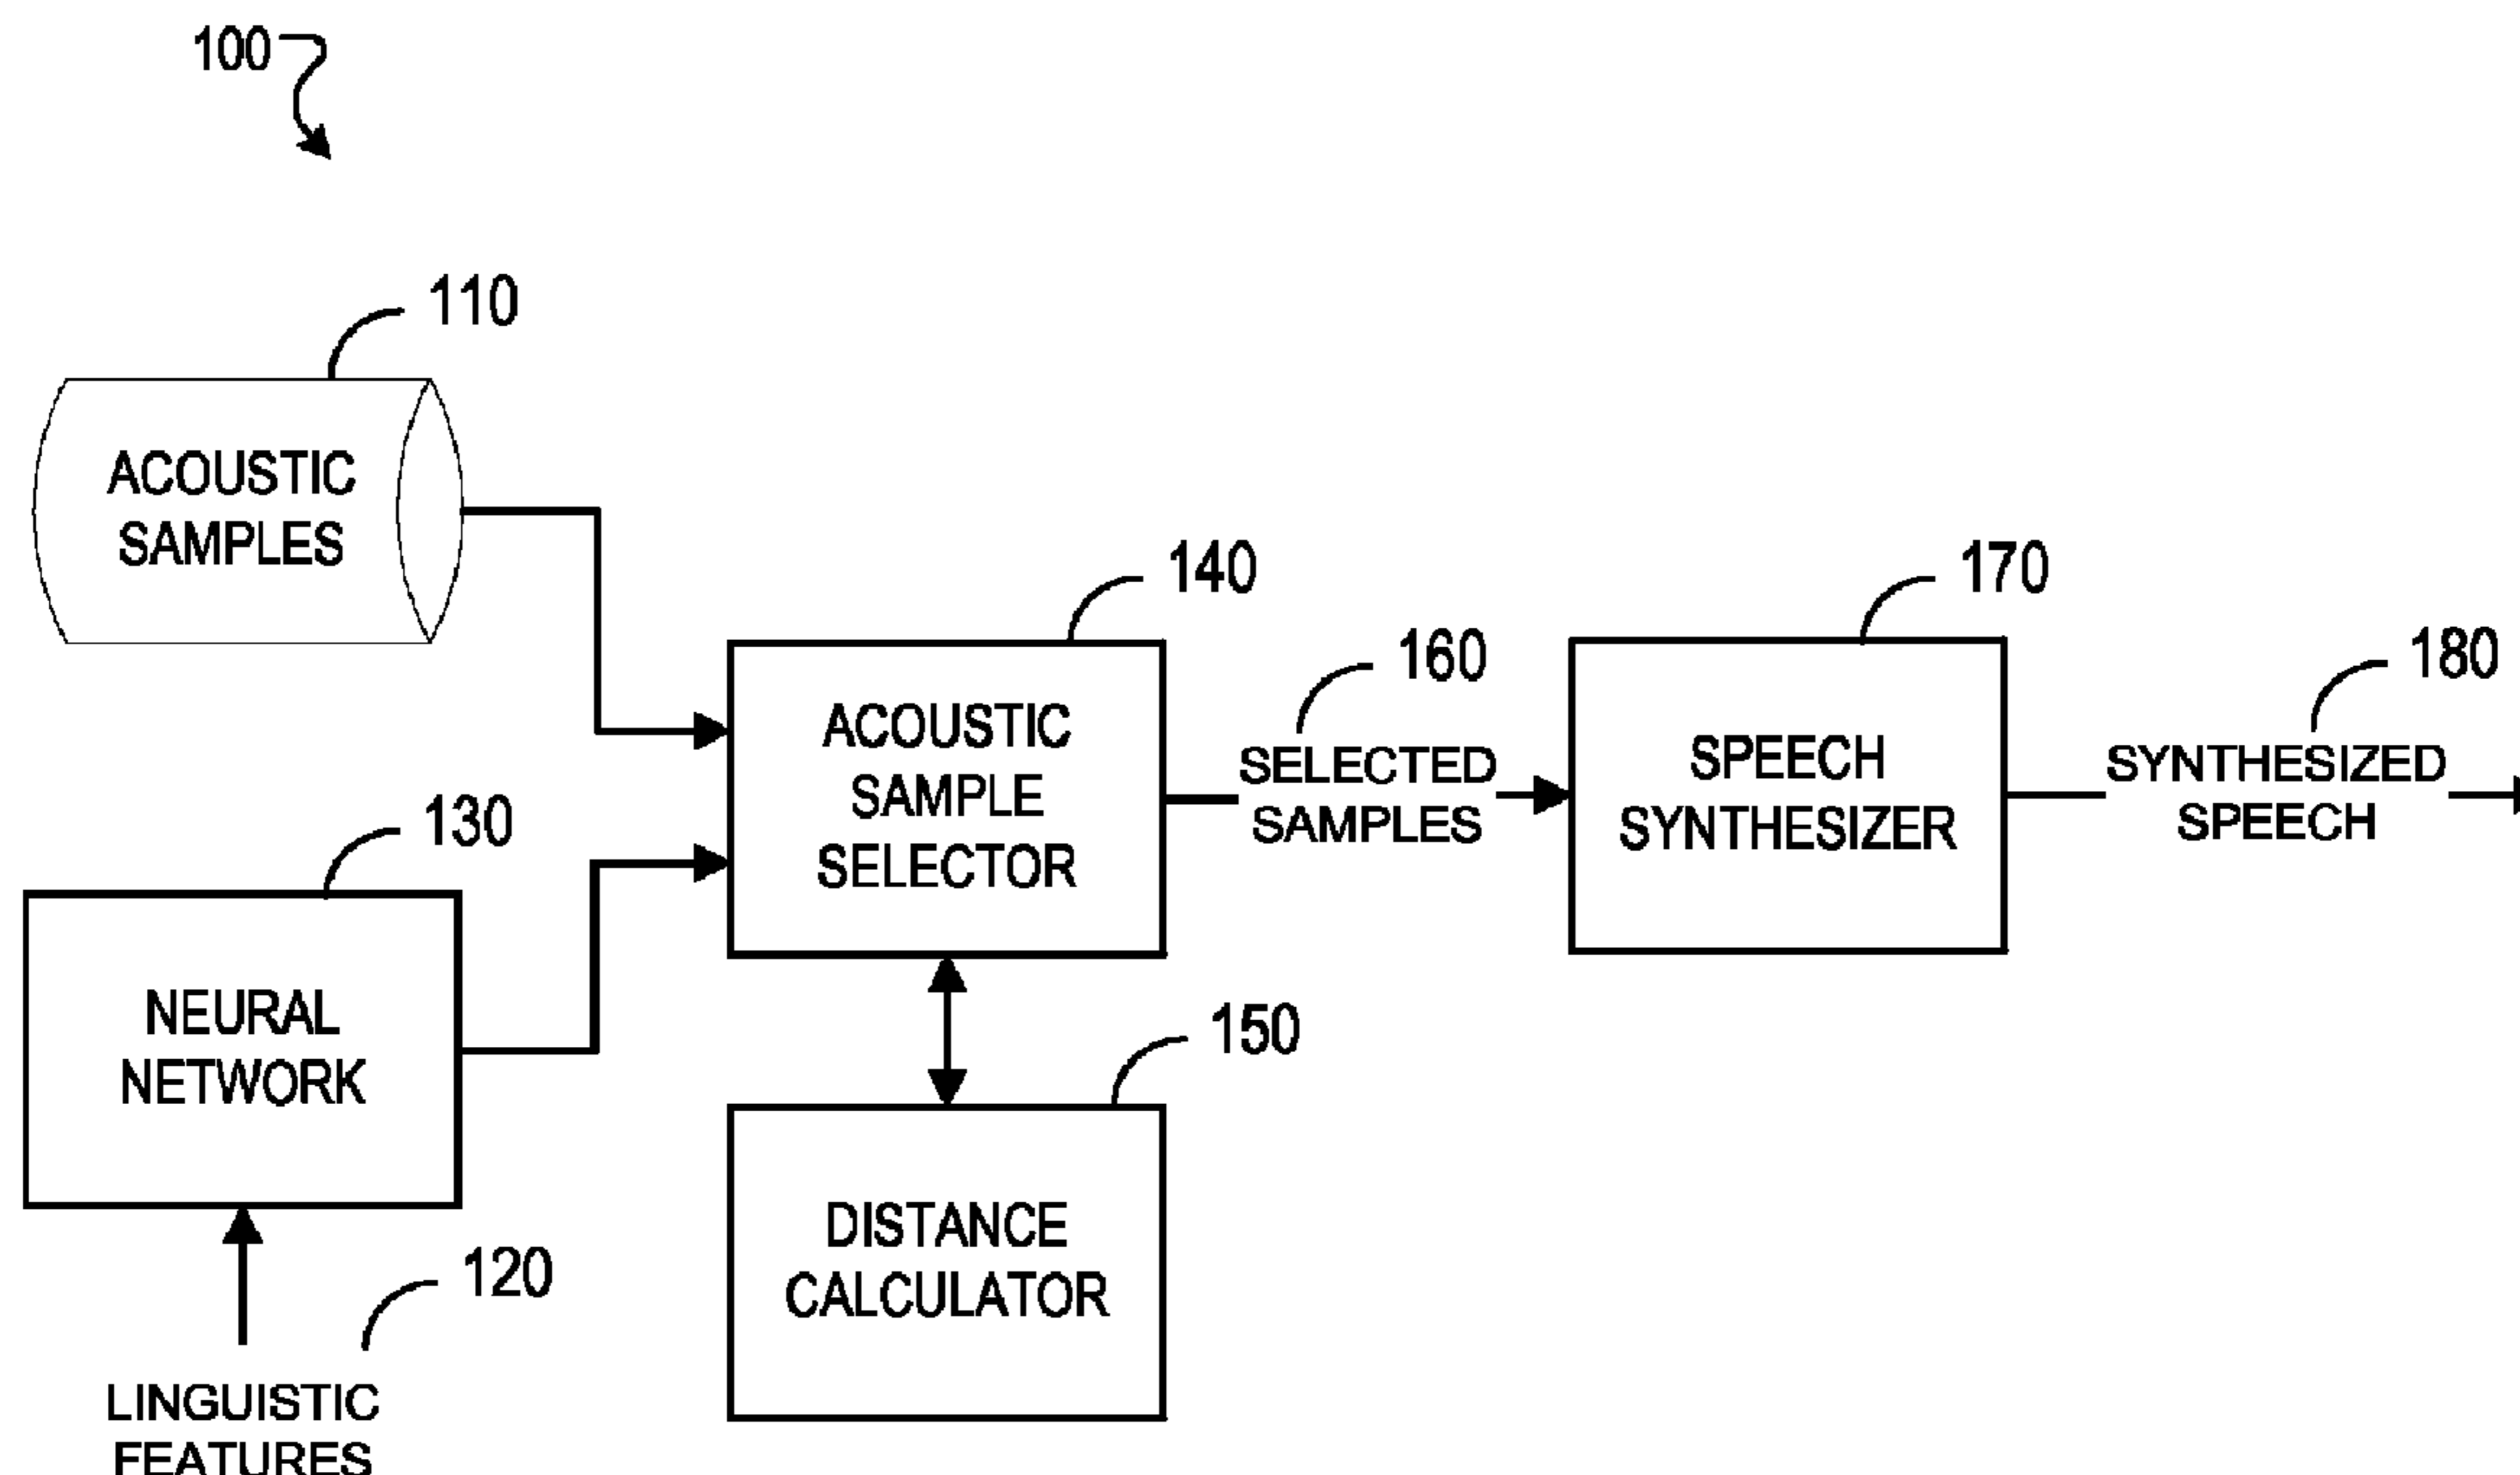 100
110
ACOUSTIC
SAMPLES
140
170
160
180
ACOUSTIC
SAMPLE
SELECTOR
SELECTED
SAMPLES
SPEECH
SYNTHESIZER
SYNTHESIZED
SPEECH
130
NEURAL
NETWORK
150
DISTANCE
CALCULATOR
120
LINGUISTIC
FEATURES